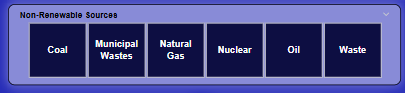 Non-Renewable Sources
Coal
Municipal
Wastes
Natural
Gas
Nuclear
Oil
Waste